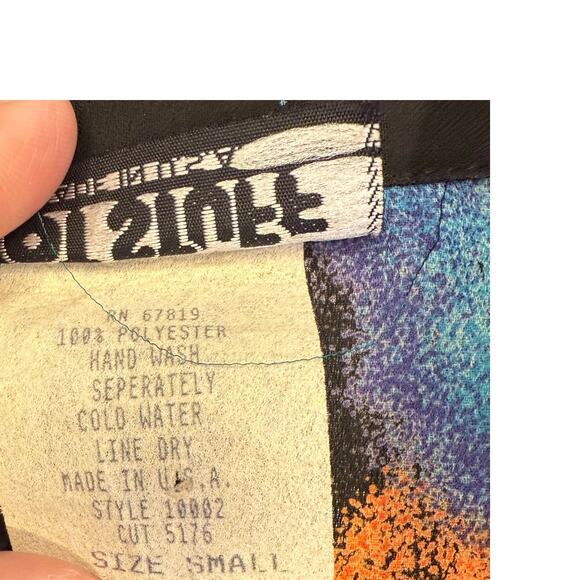 STUFF
RN 67819
100% POLYESTER
HAND WASH
SEPERATELY
COLD WATER
LINE DRY
MADE IN U.S.A.
STYLE 10002
CUT 5176
SIZE SMALL